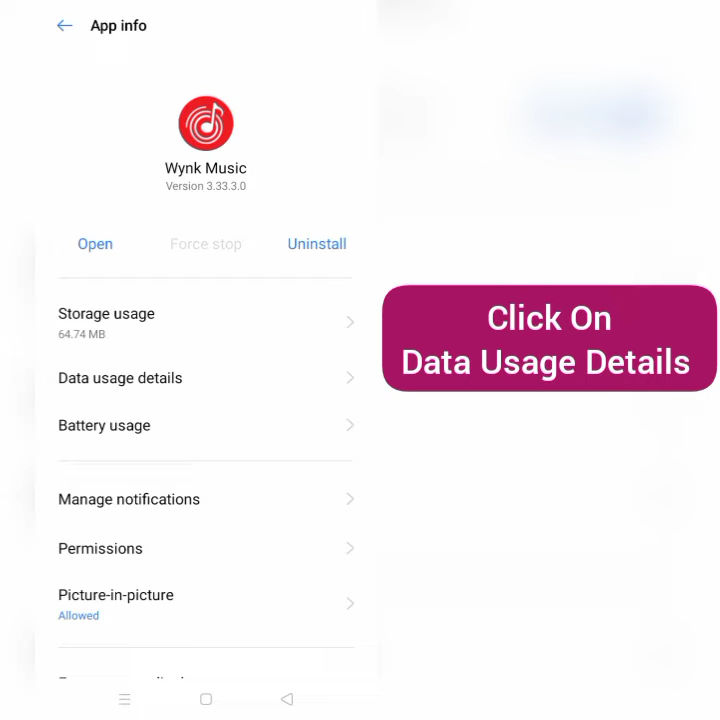 App info
Wynk Music
Version 3.33.3.0
Open
Force stop
Uninstall
Storage usage
64.74 MB
Data usage details
Battery usage
Manage notifications
Permissions
Picture-in-picture
Allowed
Click On
Data Usage Details